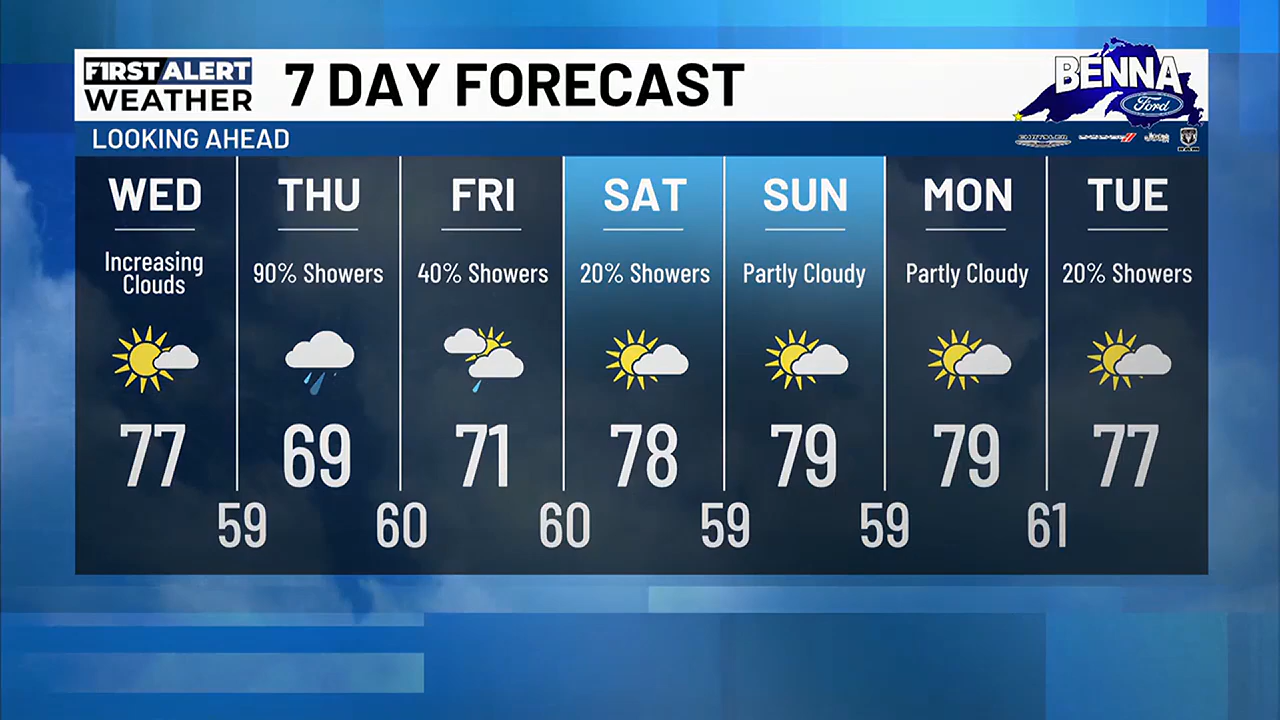 FIRST ALERT
WEATHER
7 DAY FORECAST
BENNA
Ford
LOOKING AHEAD
CHRYSLER
WED THU FRI SAT SUN MON TUE
Increasing
Clouds
90% Showers
40% Showers
20% Showers
Partly Cloudy
Partly Cloudy
20% Showers
77 69 71 78 79 79 77
59 60 60 59 59 61